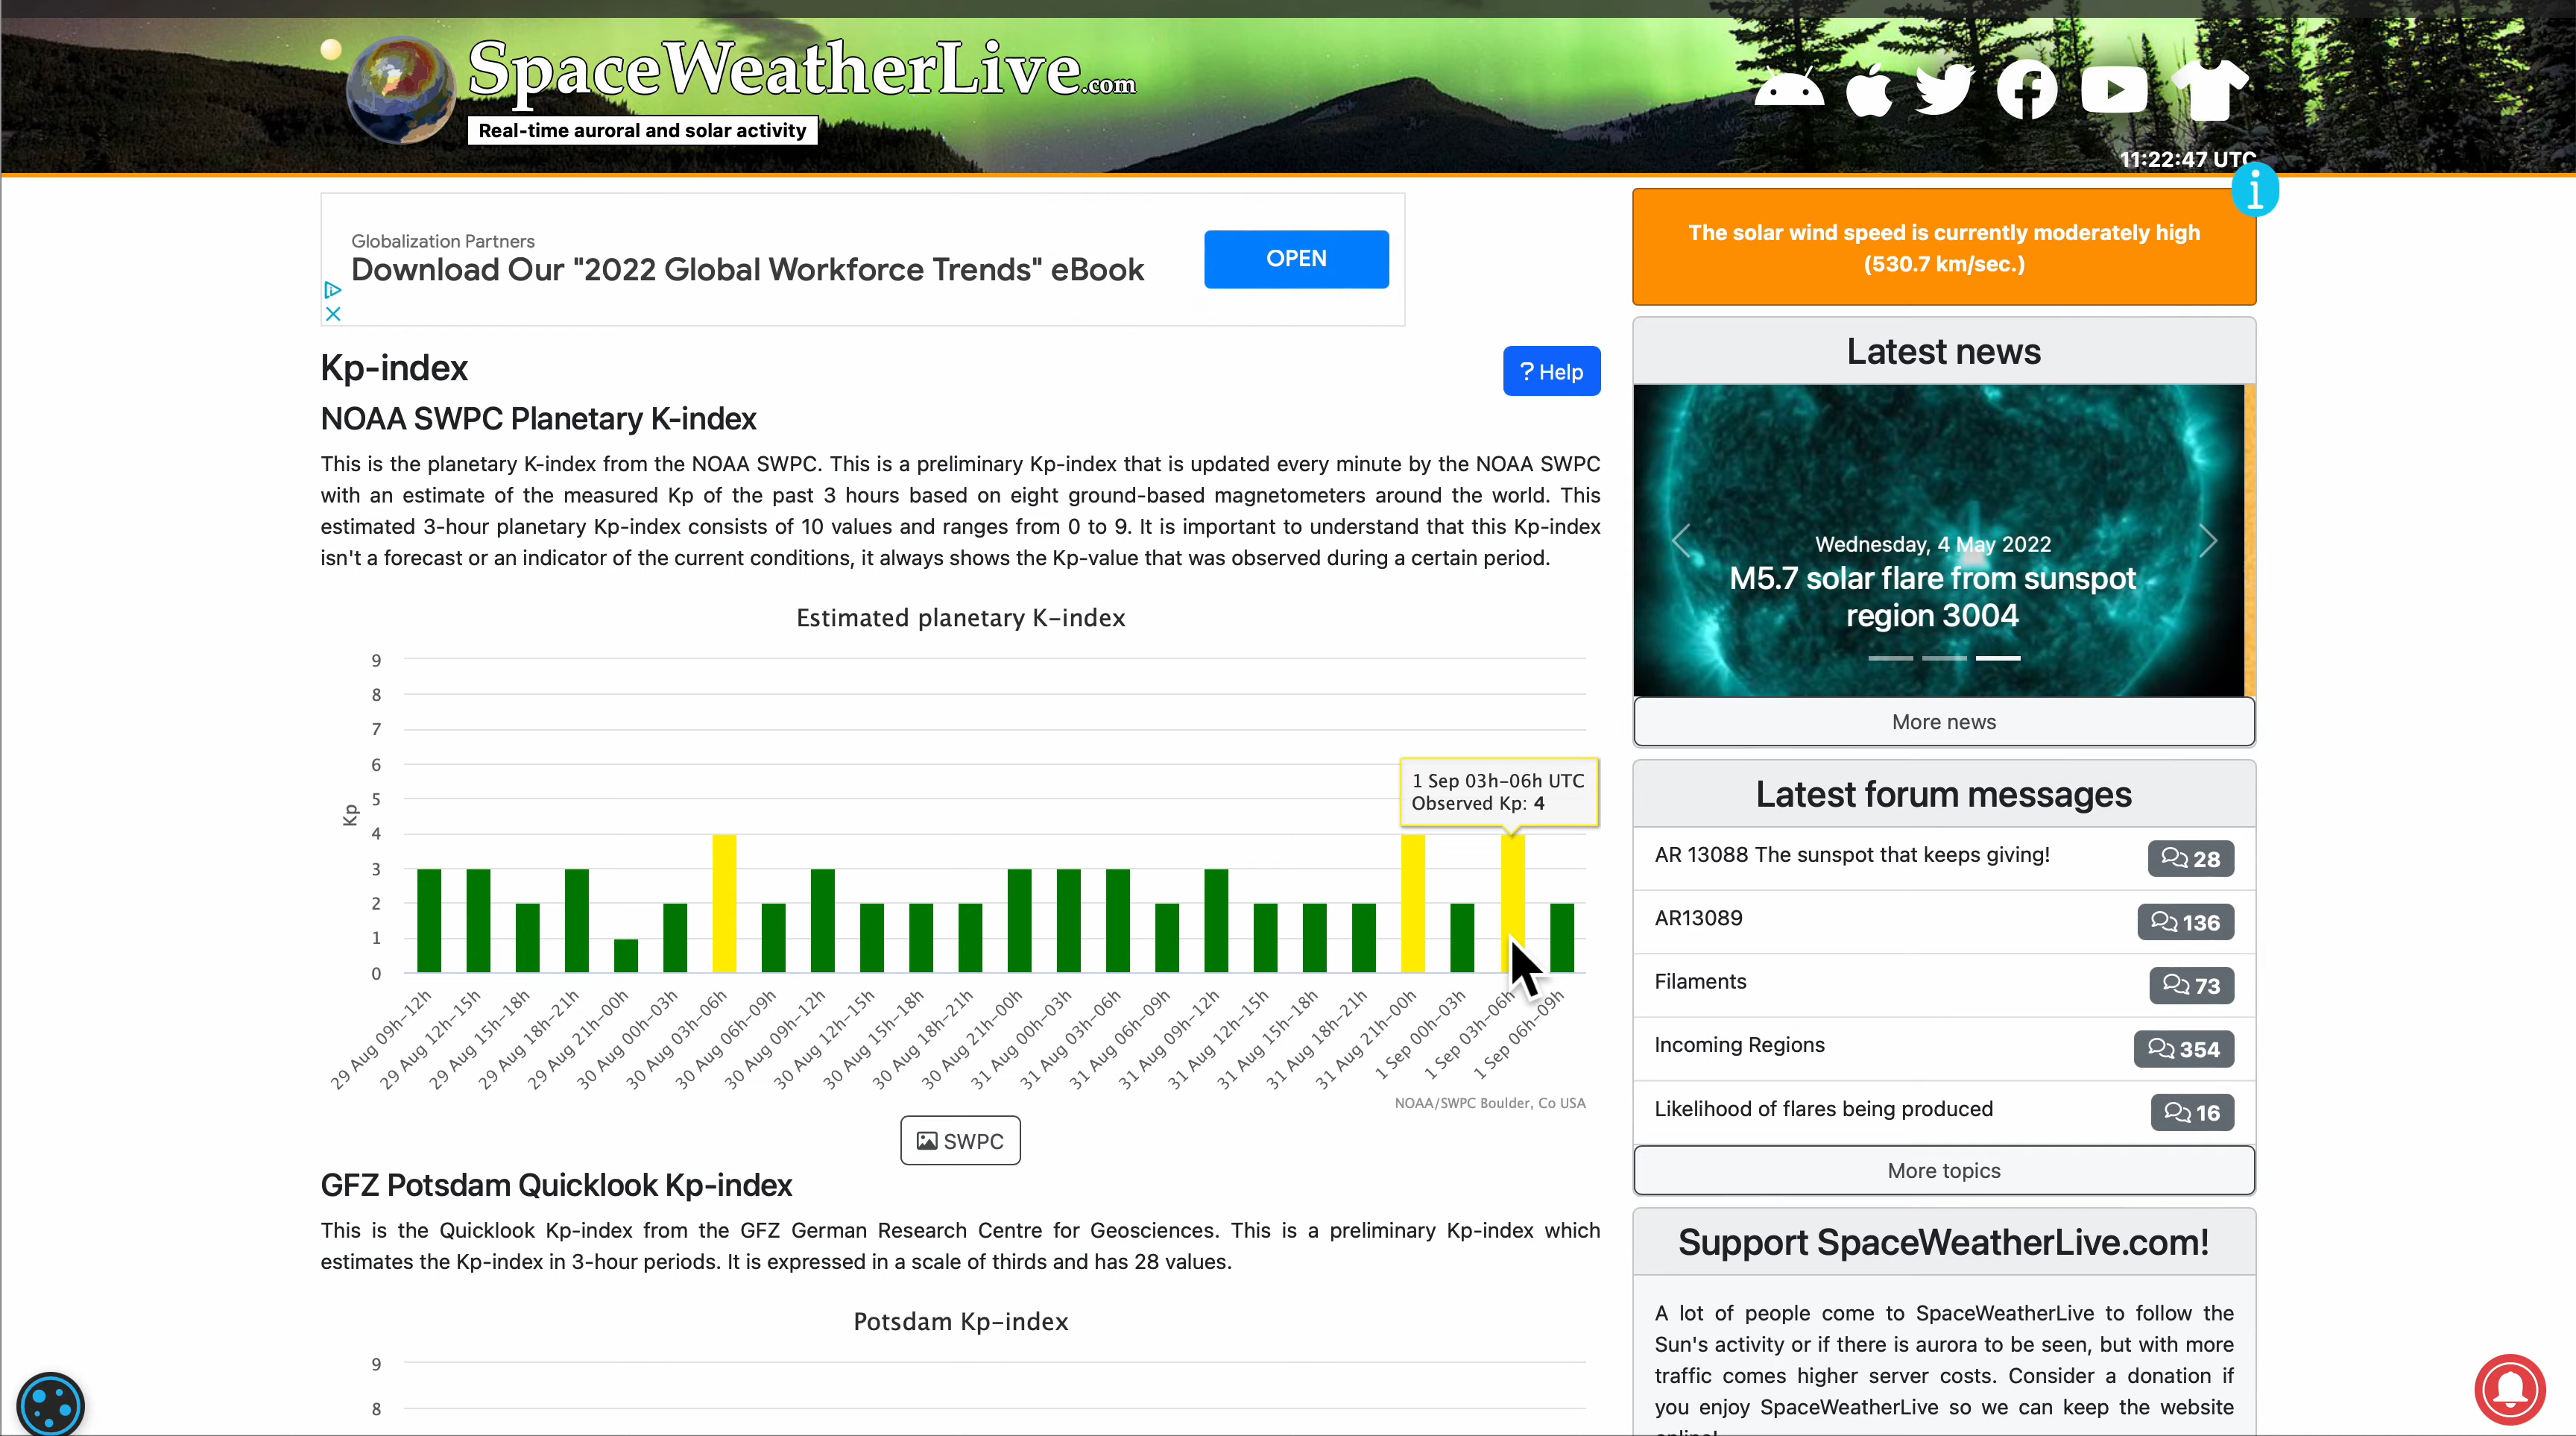 SpaceWeatherLive.com
Real-time auroral and solar activity
11:22:47 UTC
Globalization Partners
Download Our "2022 Global Workforce Trends" eBook
OPEN
Kp-index
? Help
NOAA SWPC Planetary K-index
This is the planetary K-index from the NOAA SWPC. This is a preliminary Kp-index that is updated every minute by the NOAA SWPC
with an estimate of the measured Kp of the past 3 hours based on eight ground-based magnetometers around the world. This
estimated 3-hour planetary Kp-index consists of 10 values and ranges from 0 to 9. It is important to understand that this Kp-index
isn't a forecast or an indicator of the current conditions, it always shows the Kp-value that was observed during a certain period.
Estimated planetary K-index
9
8
7
6
5
4
3
2
1
0
Kp
1 Sep 03h-06h UTC
Observed Kp: 4
29 Aug 09h-12h
29 Aug 12h-15h
29 Aug 15h-18h
29 Aug 18h-21h
29 Aug 21h-00h
30 Aug 00h-03h
30 Aug 03h-06h
30 Aug 06h-09h
30 Aug 09h-12h
30 Aug 12h-15h
30 Aug 15h-18h
30 Aug 18h-21h
30 Aug 21h-00h
31 Aug 00h-03h
31 Aug 03h-06h
31 Aug 06h-09h
31 Aug 09h-12h
31 Aug 12h-15h
31 Aug 15h-18h
31 Aug 18h-21h
31 Aug 21h-00h
1 Sep 00h-03h
1 Sep 03h-06h
1 Sep 06h-09h
NOAA/SWPC Boulder, Co USA
SWPC
GFZ Potsdam Quicklook Kp-index
This is the Quicklook Kp-index from the GFZ German Research Centre for Geosciences. This is a preliminary Kp-index which
estimates the Kp-index in 3-hour periods. It is expressed in a scale of thirds and has 28 values.
Potsdam Kp-index
9
8
i
The solar wind speed is currently moderately high
(530.7 km/sec.)
Latest news
Wednesday, 4 May 2022
M5.7 solar flare from sunspot
region 3004
More news
Latest forum messages
AR 13088 The sunspot that keeps giving! 28
AR13089 136
Filaments 73
Incoming Regions 354
Likelihood of flares being produced 16
More topics
Support SpaceWeatherLive.com!
A lot of people come to SpaceWeatherLive to follow the
Sun's activity or if there is aurora to be seen, but with more
traffic comes higher server costs. Consider a donation if
you enjoy SpaceWeatherLive so we can keep the website